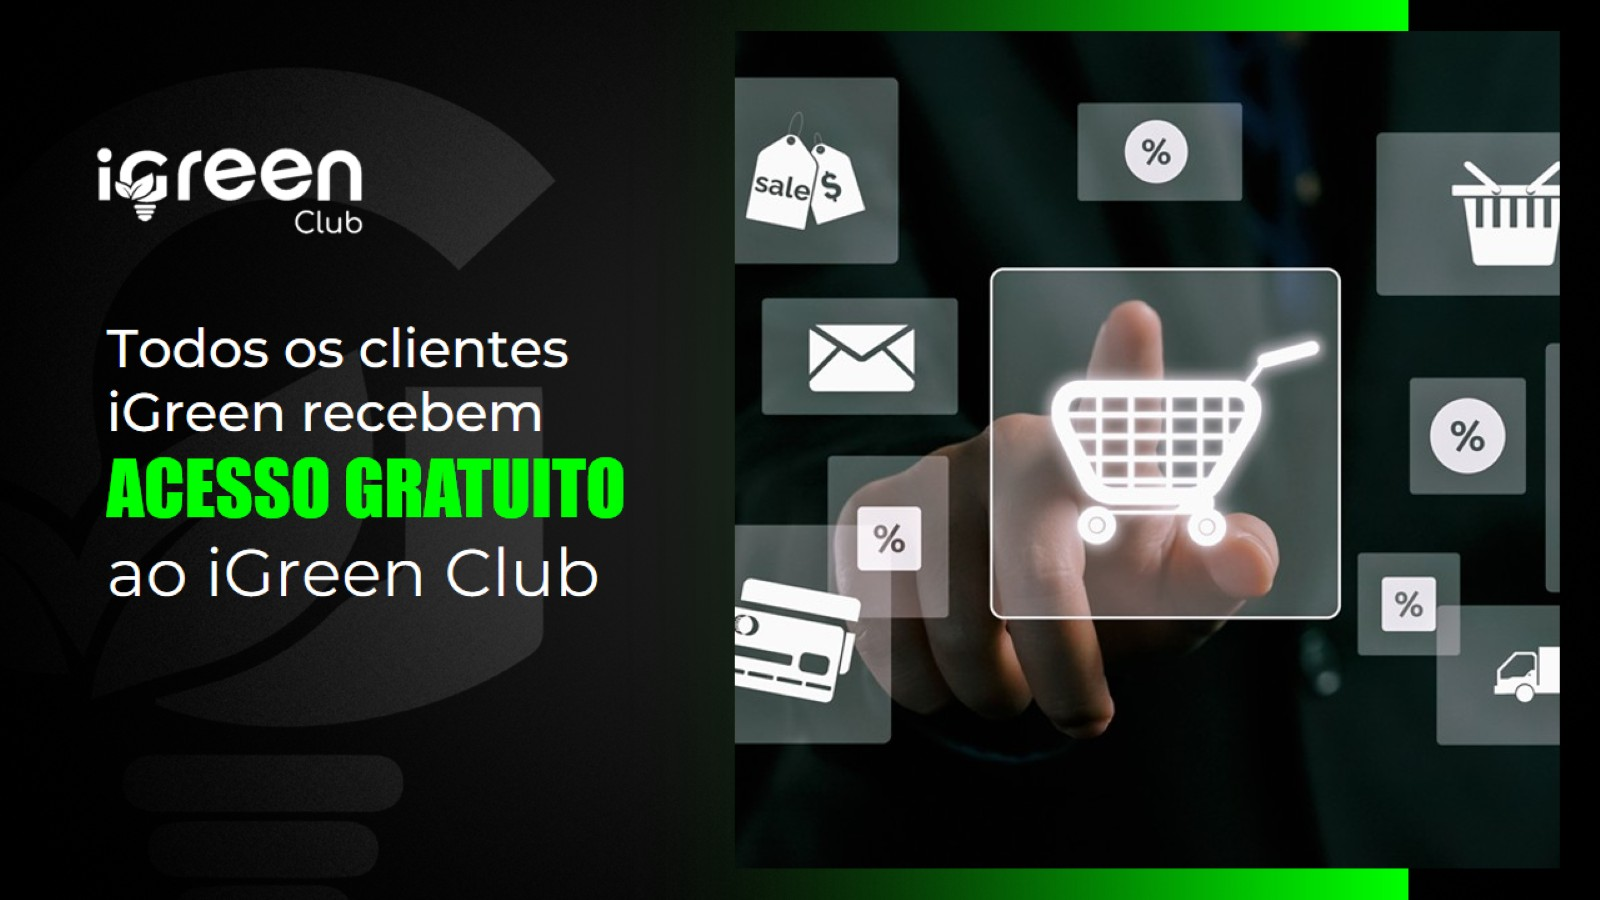 iGreen
Club
Todos os clientes
iGreen recebem
ACESSO GRATUITO
ao iGreen Club
sale $
%
%
%
%